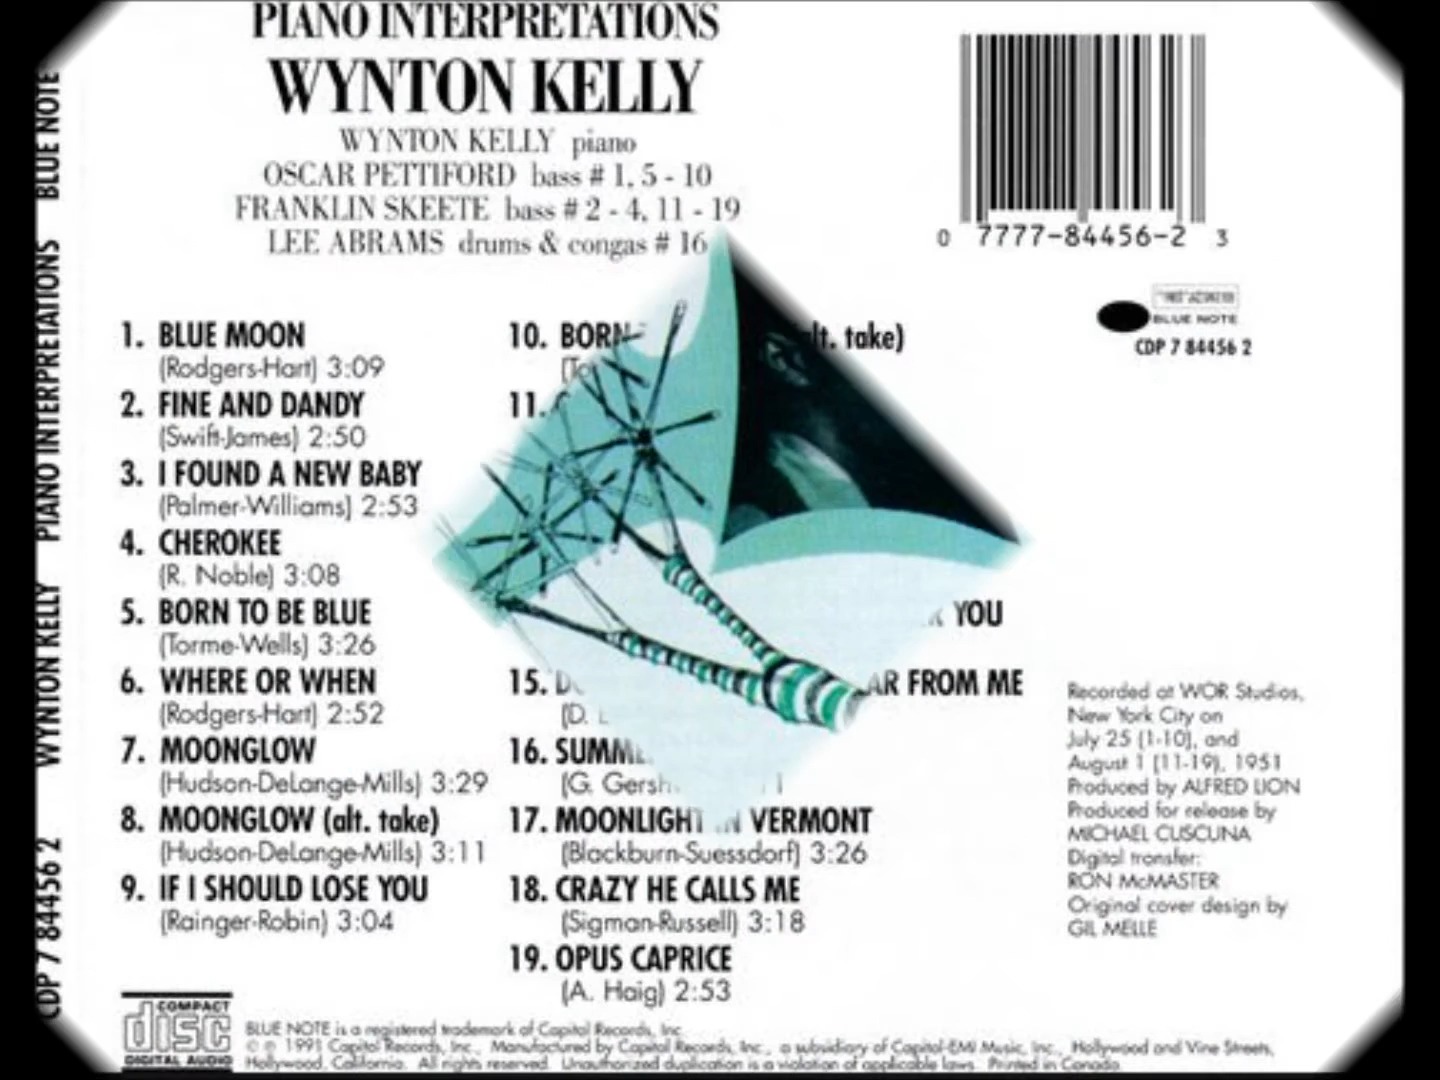 PIANO INTERPRETATIONS
WYNTON KELLY
WYNTON KELLY piano
OSCAR PETTIFORD bass # 1, 5 - 10
FRANKLIN SKEETE bass # 2 - 4, 11 - 19
LEE ABRAMS drums & congas # 16
0 7777-84456-2 3
BLUE NOTE
CDP 7 84456 2
1. BLUE MOON
(Rodgers-Hart) 3:09
2. FINE AND DANDY
(Swift-James) 2:50
3. I FOUND A NEW BABY
(Palmer-Williams) 2:53
4. CHEROKEE
(R. Noble) 3:08
5. BORN TO BE BLUE
(Torme-Wells) 3:26
6. WHERE OR WHEN
(Rodgers-Hart) 2:52
7. MOONGLOW
(Hudson-DeLange-Mills) 3:29
8. MOONGLOW (alt. take)
(Hudson-DeLange-Mills) 3:11
9. IF I SHOULD LOSE YOU
(Rainger-Robin) 3:04
10. BORN take)
11.
YOU
15. FROM ME
(D.
16.
(G.
17. MOONLIGHT IN VERMONT
(Blackburn-Suessdorf) 3:26
18. CRAZY HE CALLS ME
(Sigman-Russell) 3:18
19. OPUS CAPRICE
(A. Haig) 2:53
Recorded at WOR Studios,
New York City on
July 25 (1-10), and
August 1 (11-19), 1951
Produced by ALFRED LION
Produced for release by
MICHAEL CUSCUNA
Digital transfer:
RON McMASTER
Original cover design by
GIL MELLE
COMPACT
disc
DIGITAL AUDIO
BLUE NOTE is a registered trademark of Capitol Records, Inc
© ℗ 1991 Capitol Records, Inc., Manufactured by Capitol Records, Inc., a subsidiary of Capitol-EMI Music, Inc., Hollywood and Vine Streets,
Hollywood, California. All rights reserved. Unauthorized duplication is a violation of applicable laws. Printed in Canada.
CDP 7 84456 2 WYNTON KELLY PIANO INTERPRETATIONS BLUE NOTE